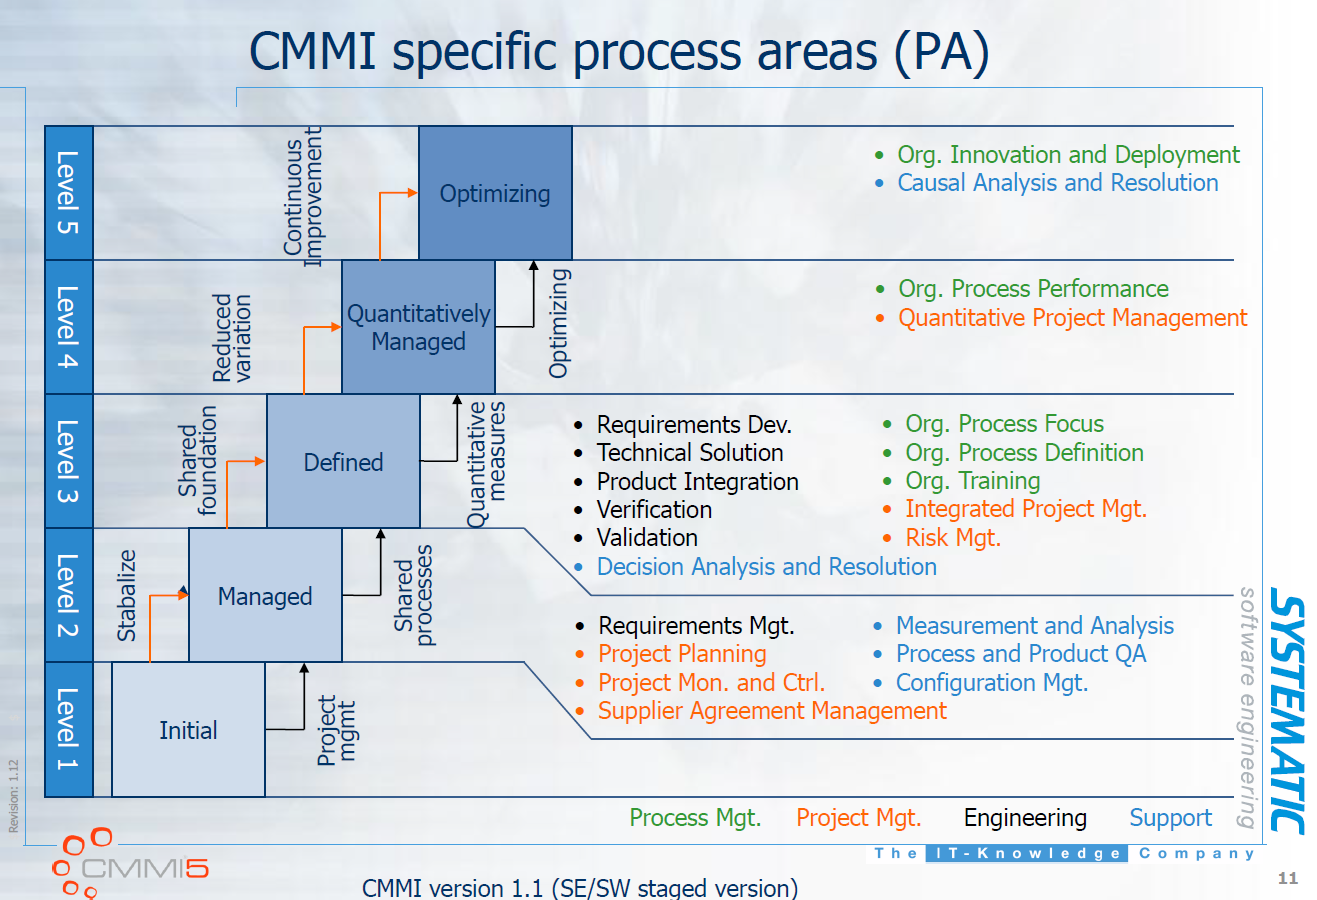 CMMI specific process areas (PA)
Level 5
Continuous
Improvement
Optimizing
• Org. Innovation and Deployment
• Causal Analysis and Resolution
Level 4
Reduced
variation
Quantitatively
Managed
Optimizing
• Org. Process Performance
• Quantitative Project Management
Level 3
Shared
foundation
Defined
Quantitative
measures
• Requirements Dev.
• Technical Solution
• Product Integration
• Verification
• Validation
• Decision Analysis and Resolution
• Org. Process Focus
• Org. Process Definition
• Org. Training
• Integrated Project Mgt.
• Risk Mgt.
Level 2
Stabalize
Managed
Shared
processes
• Requirements Mgt.
• Project Planning
• Project Mon. and Ctrl.
• Supplier Agreement Management
• Measurement and Analysis
• Process and Product QA
• Configuration Mgt.
Level 1
Initial
Project
mgmt
Process Mgt.
Project Mgt.
Engineering
Support
SYSTEMATIC
software engineering
Revision: 1.12
CMMI5
The IT-Knowledge Company
CMMI version 1.1 (SE/SW staged version)
11